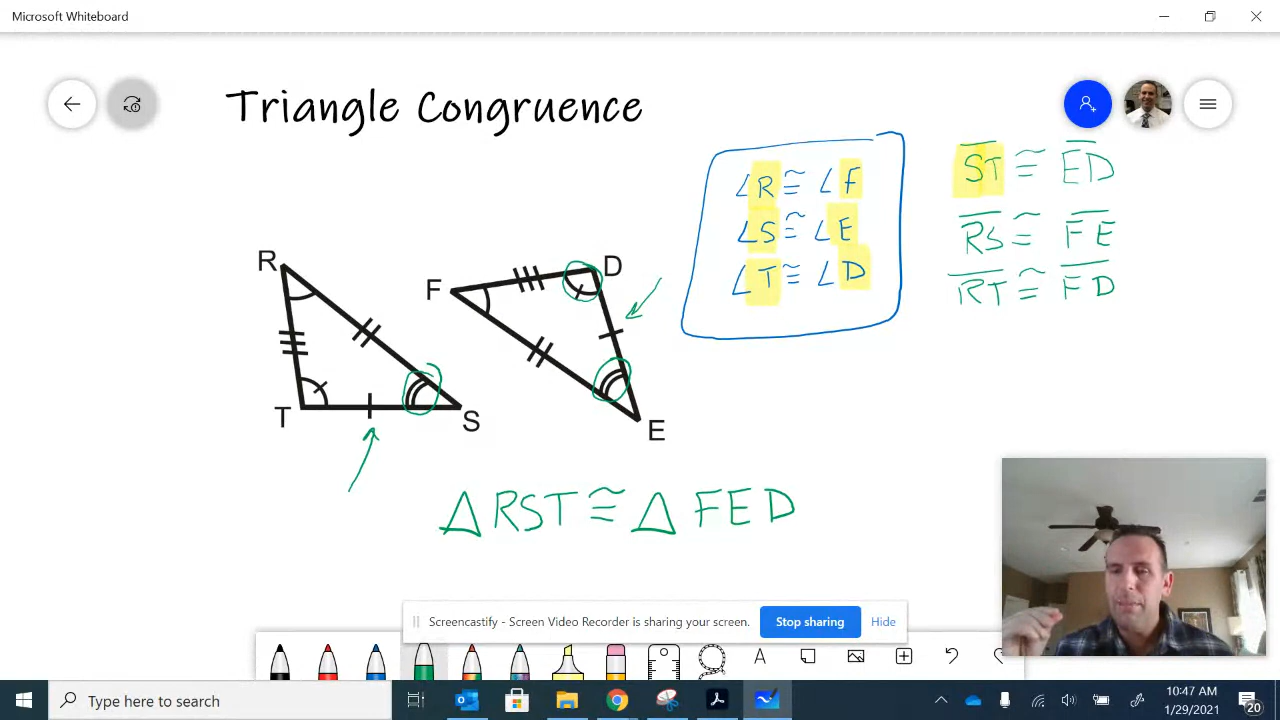 Microsoft Whiteboard
Triangle Congruence
∠R ≅ ∠F
∠S ≅ ∠E
∠T ≅ ∠D
S̅T̅ ≅ E̅D̅
R̅S̅ ≅ F̅E̅
R̅T̅ ≅ F̅D̅
R
T
S
F
D
E
△RST ≅ △FED
Screencastify - Screen Video Recorder is sharing your screen. Stop sharing Hide
A
Type here to search
10:47 AM
1/29/2021
20